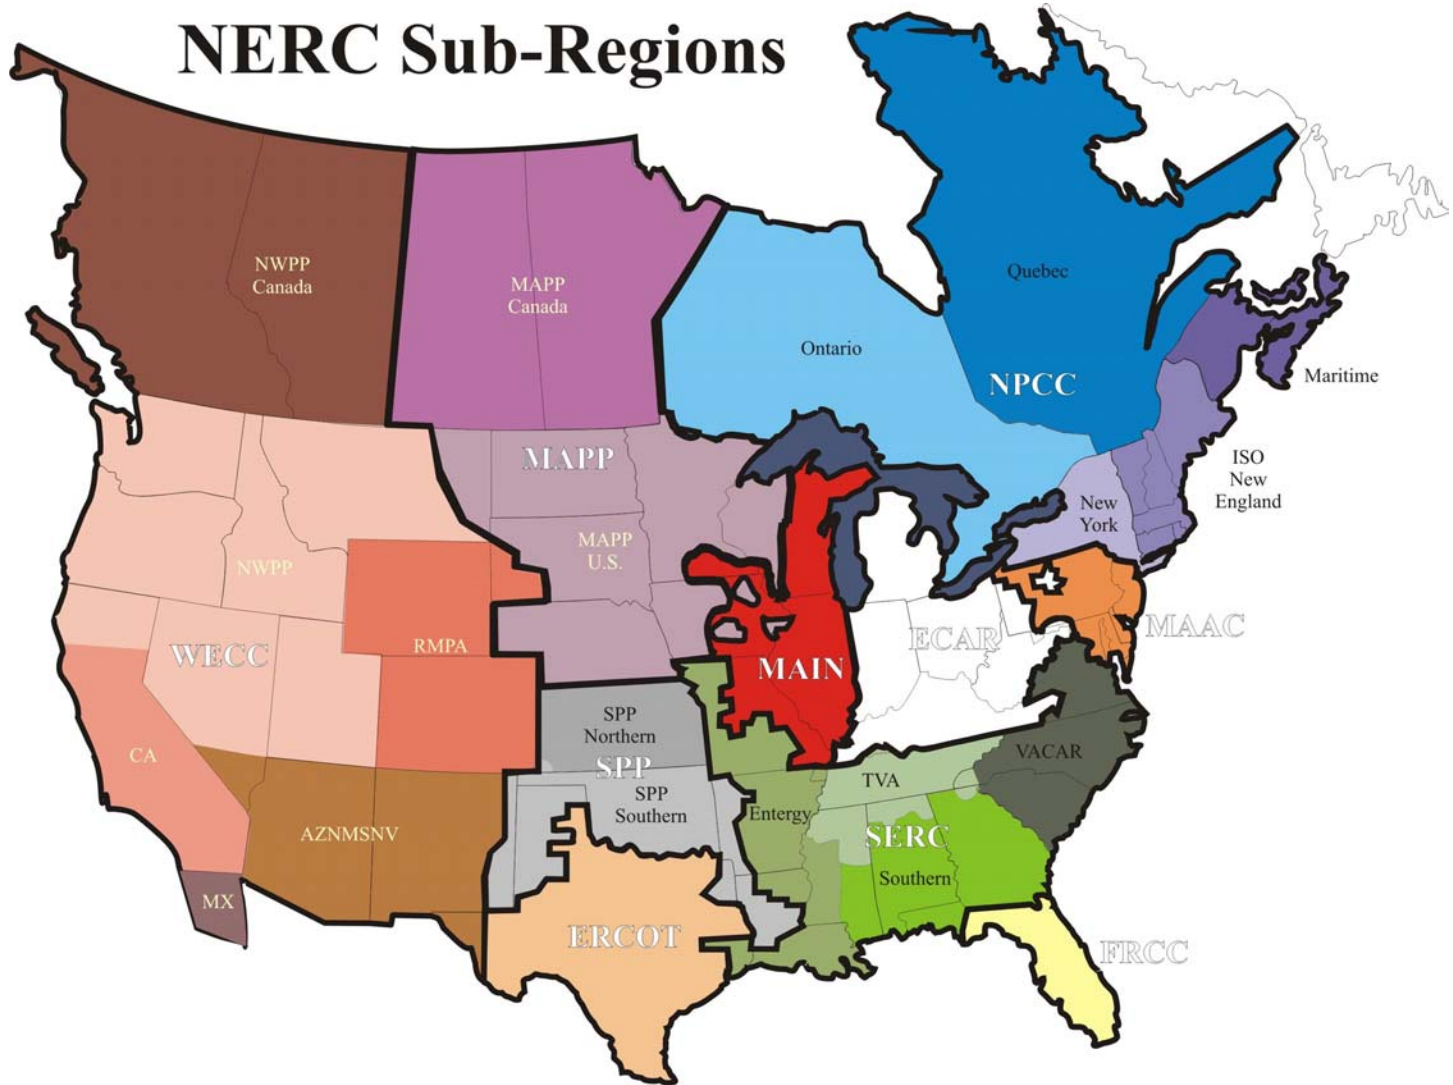 NERC Sub-Regions
NWPP
Canada
MAPP
Canada
Quebec
Ontario
NPCC
Maritime
MAPP
ISO
New
England
New
York
MAPP
U.S.
NWPP
RMPA
WECC
ECAR
MAAC
MAIN
SPP
Northern
CA
SPP
VACAR
TVA
SPP
Southern
Entergy
AZNMSNV
SERC
Southern
MX
ERCOT
FRCC